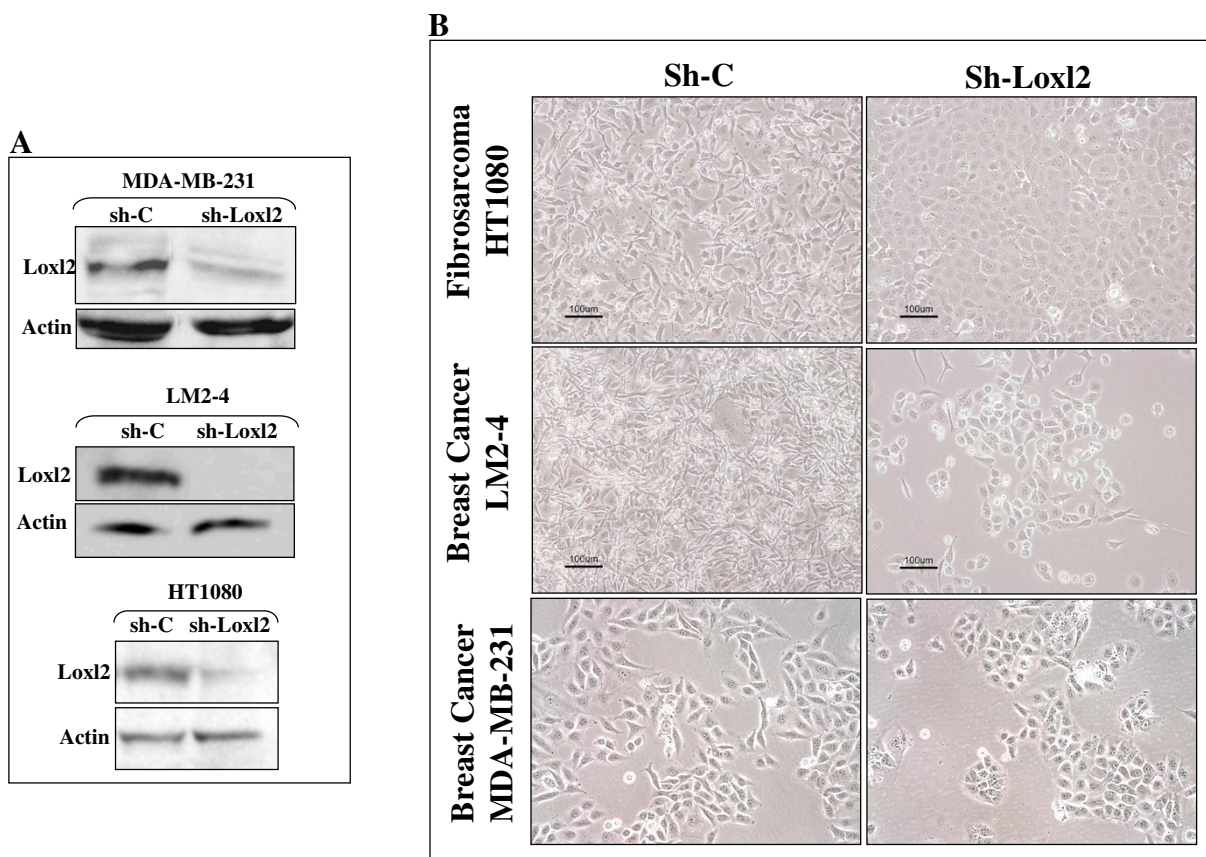 A
MDA-MB-231
sh-C sh-Loxl2
Loxl2
Actin
LM2-4
sh-C sh-Loxl2
Loxl2
Actin
HT1080
sh-C sh-Loxl2
Loxl2
Actin
B
Sh-C Sh-Loxl2
Fibrosarcoma
HT1080
100um 100um
Breast Cancer
LM2-4
100um 100um
Breast Cancer
MDA-MB-231